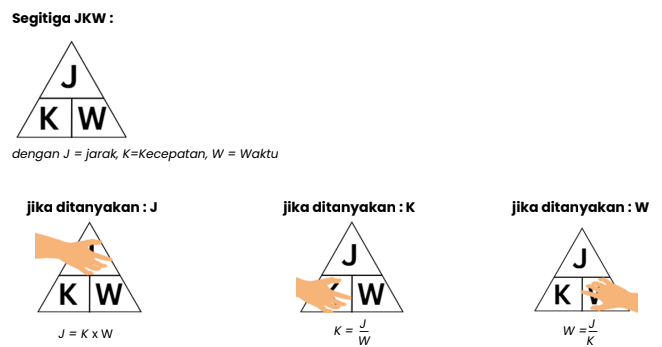 Segitiga JKW :
J
K W
dengan J = jarak, K=Kecepatan, W = Waktu
jika ditanyakan : J
jika ditanyakan : K
jika ditanyakan : W
K W
J = K x W
J
W
K = J/W
J
K
W = J/K